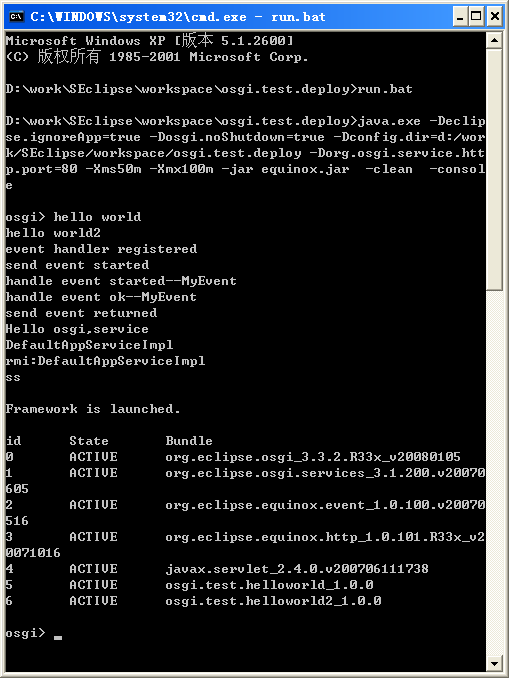 C:\WINDOWS\system32\cmd.exe - run.bat
Microsoft Windows XP [版本 5.1.2600]
(C) 版权所有 1985-2001 Microsoft Corp.
D:\work\SEclipse\workspace\osgi.test.deploy>run.bat
D:\work\SEclipse\workspace\osgi.test.deploy>java.exe -Declip
se.ignoreApp=true -Dosgi.noShutdown=true -Dconfig.dir=d:/wor
k/SEclipse/workspace/osgi.test.deploy -Dorg.osgi.service.htt
p.port=80 -Xms50m -Xmx100m -jar equinox.jar  -clean  -consol
e
osgi> hello world
hello world2
event handler registered
send event started
handle event started--MyEvent
handle event ok--MyEvent
send event returned
Hello osgi,service
DefaultAppServiceImpl
rmi:DefaultAppServiceImpl
ss
Framework is launched.
id      State       Bundle
0       ACTIVE      org.eclipse.osgi_3.3.2.R33x_v20080105
1       ACTIVE      org.eclipse.osgi.services_3.1.200.v20070
605
2       ACTIVE      org.eclipse.equinox.event_1.0.100.v20070
516
3       ACTIVE      org.eclipse.equinox.http_1.0.101.R33x_v2
0071016
4       ACTIVE      javax.servlet_2.4.0.v200706111738
5       ACTIVE      osgi.test.helloworld_1.0.0
6       ACTIVE      osgi.test.helloworld2_1.0.0
osgi> _